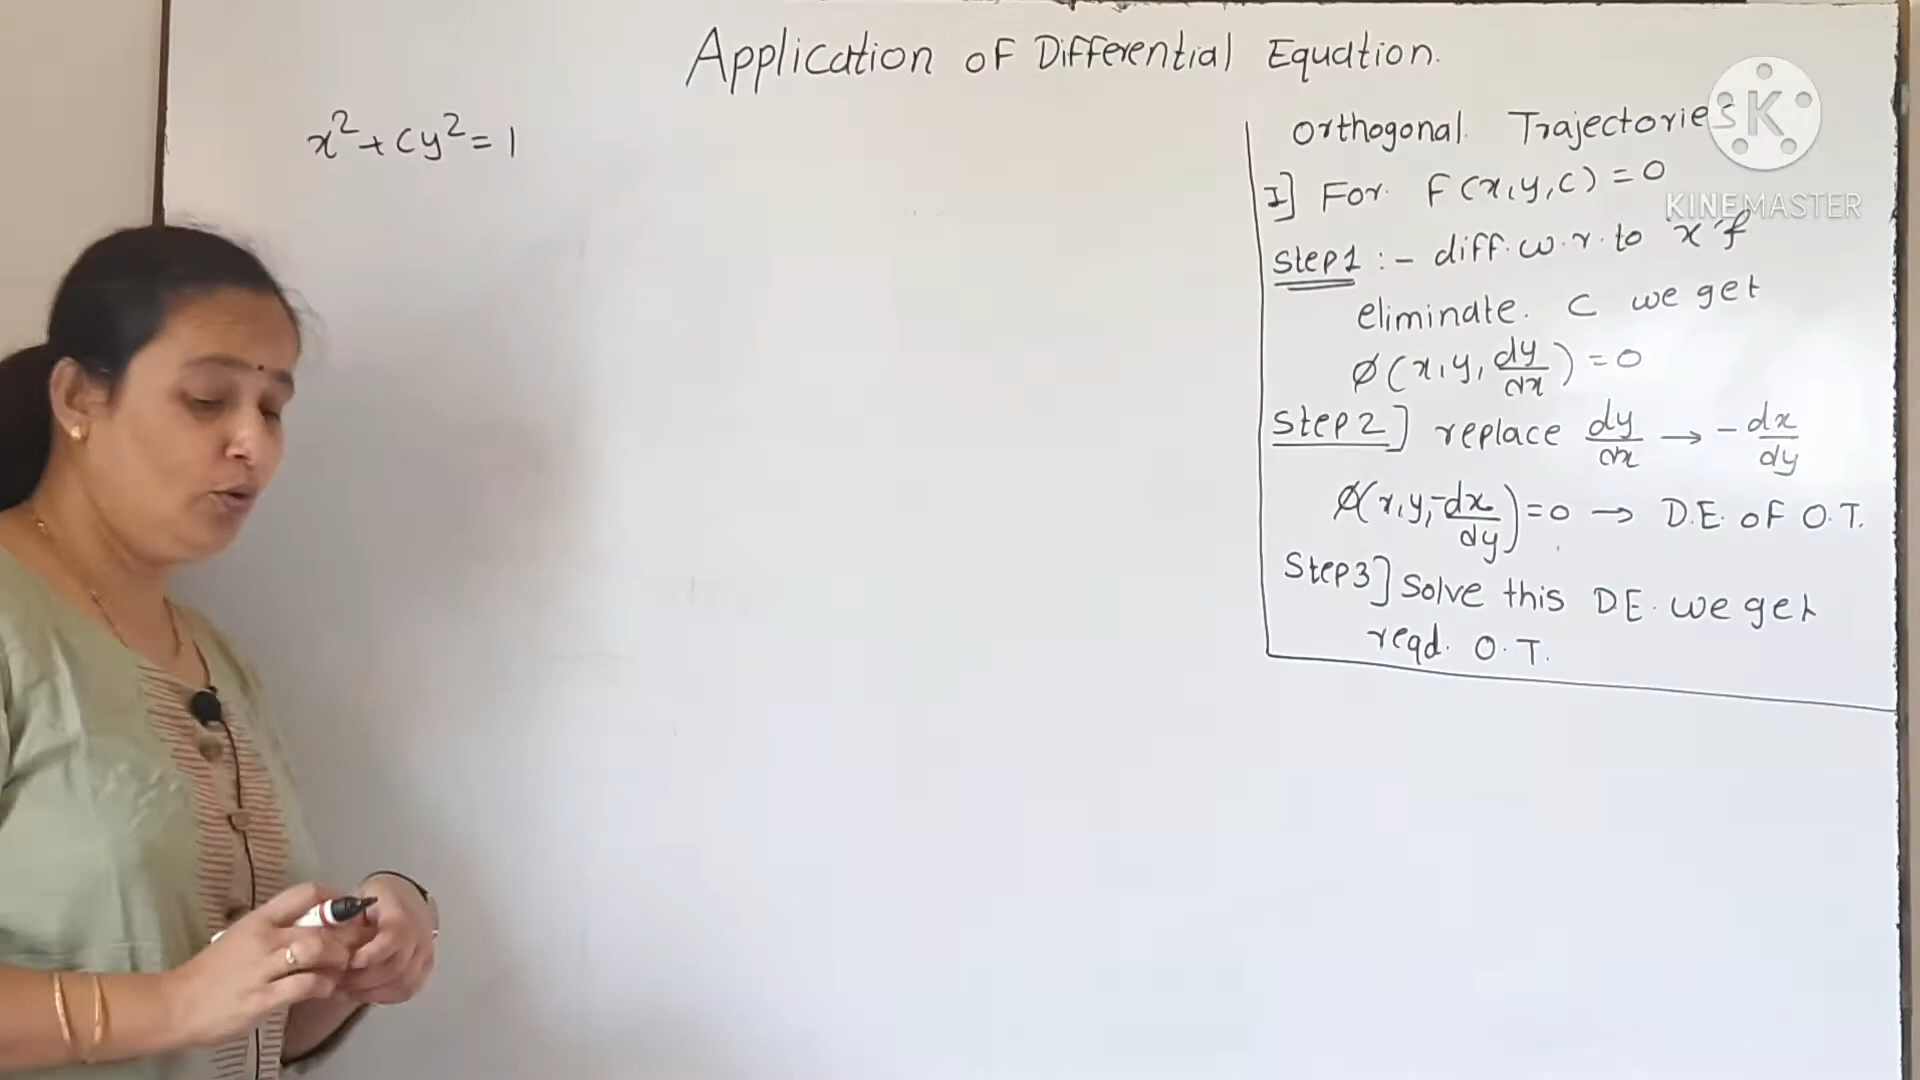 Application of Differential Equation.
x² + cy² = 1
Orthogonal Trajectories
I] For F(x,y,c) = 0
Step1 :- diff. w.r. to x &
eliminate. C we get
ø(x,y, dy/dx) = 0
Step2] replace dy/dx → - dx/dy
ø(x,y,-dx/dy) = 0 → D.E. of O.T.
Step3] Solve this D.E. we get
reqd. O.T.
K
KINEMASTER